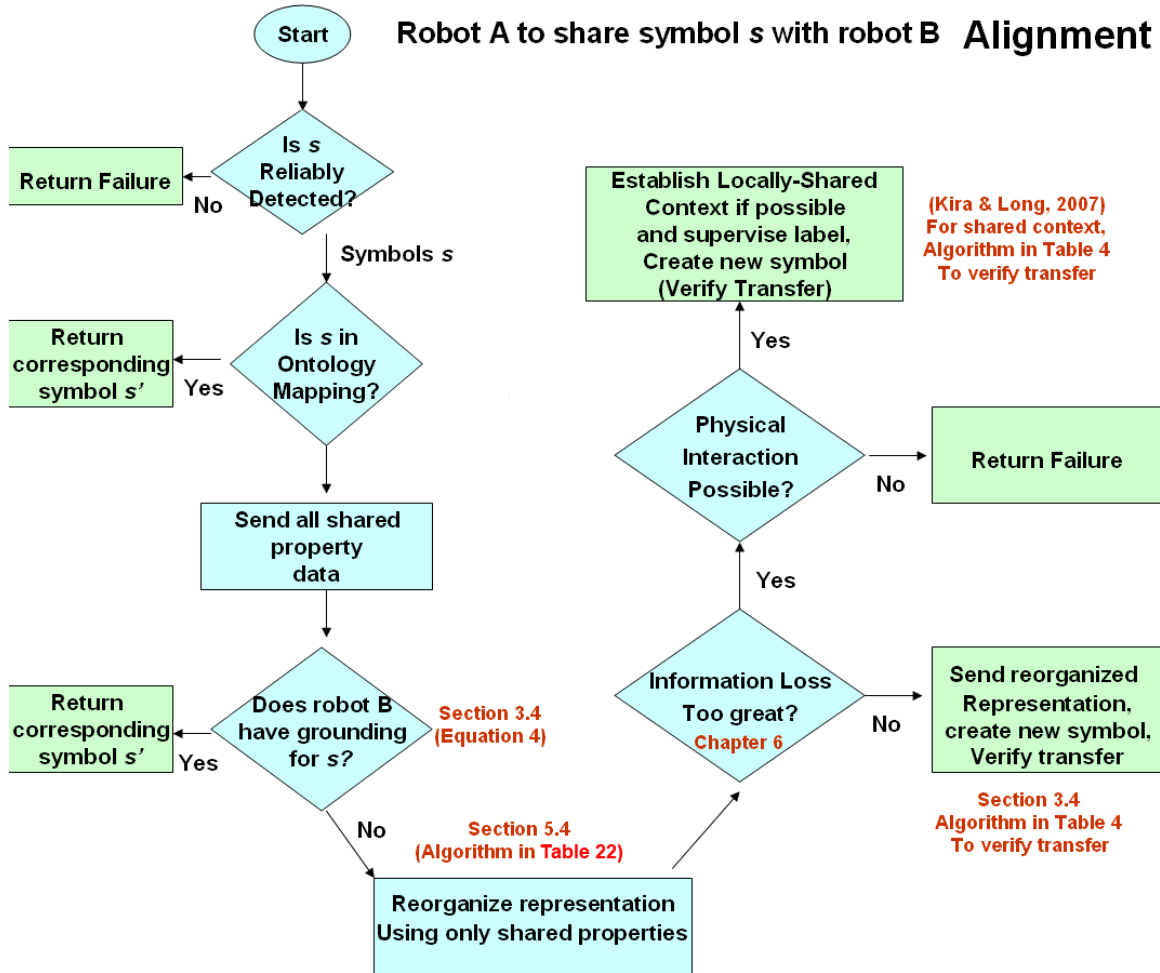 Start
Robot A to share symbol s with robot B
Alignment
Is s
Reliably
Detected?
No
Return Failure
Symbols s
Is s in
Ontology
Mapping?
Yes
Return
corresponding
symbol s'
Send all shared
property
data
Does robot B
have grounding
for s?
Section 3.4
(Equation 4)
Yes
Return
corresponding
symbol s'
No
Section 5.4
(Algorithm in Table 22)
Reorganize representation
Using only shared properties
Information Loss
Too great?
Chapter 6
No
Send reorganized
Representation,
create new symbol,
Verify transfer
Section 3.4
Algorithm in Table 4
To verify transfer
Yes
Physical
Interaction
Possible?
No
Return Failure
Yes
Establish Locally-Shared
Context if possible
and supervise label,
Create new symbol
(Verify Transfer)
(Kira & Long, 2007)
For shared context,
Algorithm in Table 4
To verify transfer